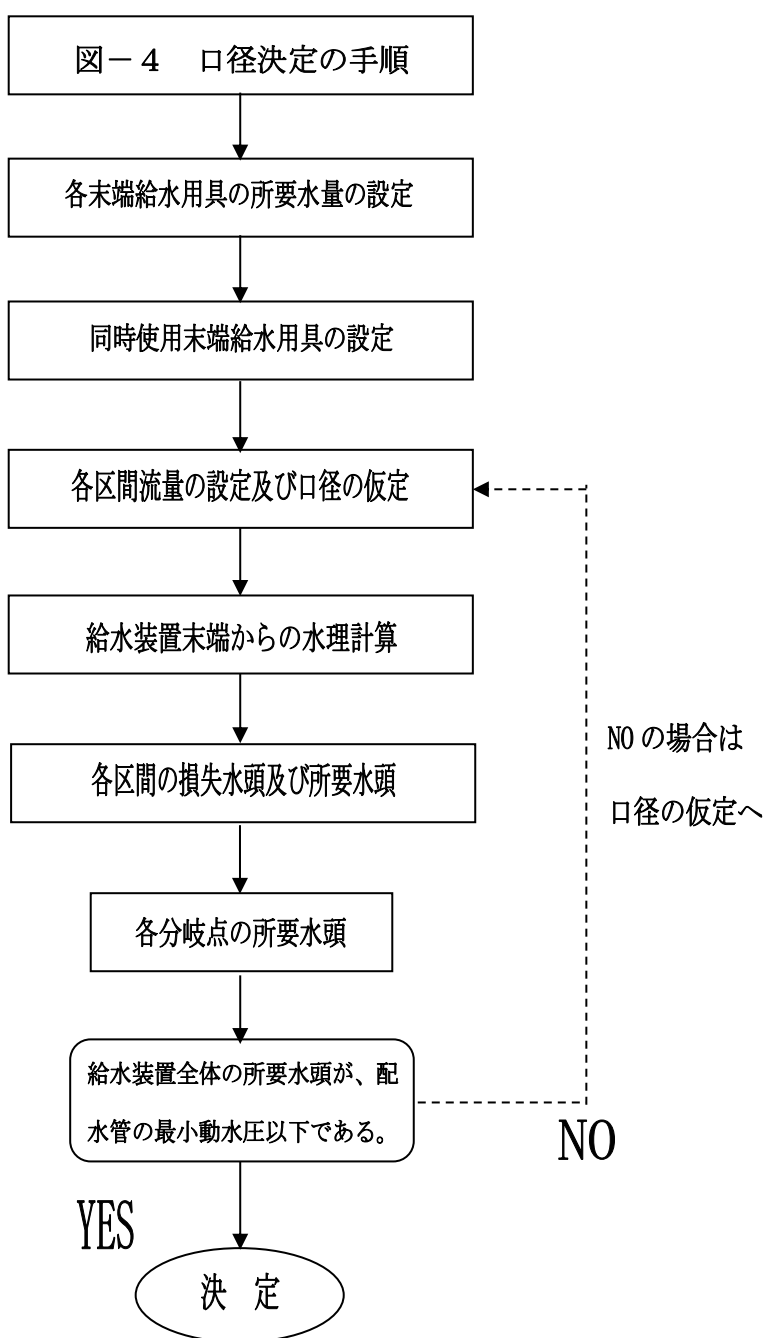 図－４　口径決定の手順
各末端給水用具の所要水量の設定
同時使用末端給水用具の設定
各区間流量の設定及び口径の仮定
給水装置末端からの水理計算
各区間の損失水頭及び所要水頭
NOの場合は
口径の仮定へ
各分岐点の所要水頭
給水装置全体の所要水頭が、配
水管の最小動水圧以下である。
NO
YES
決　定